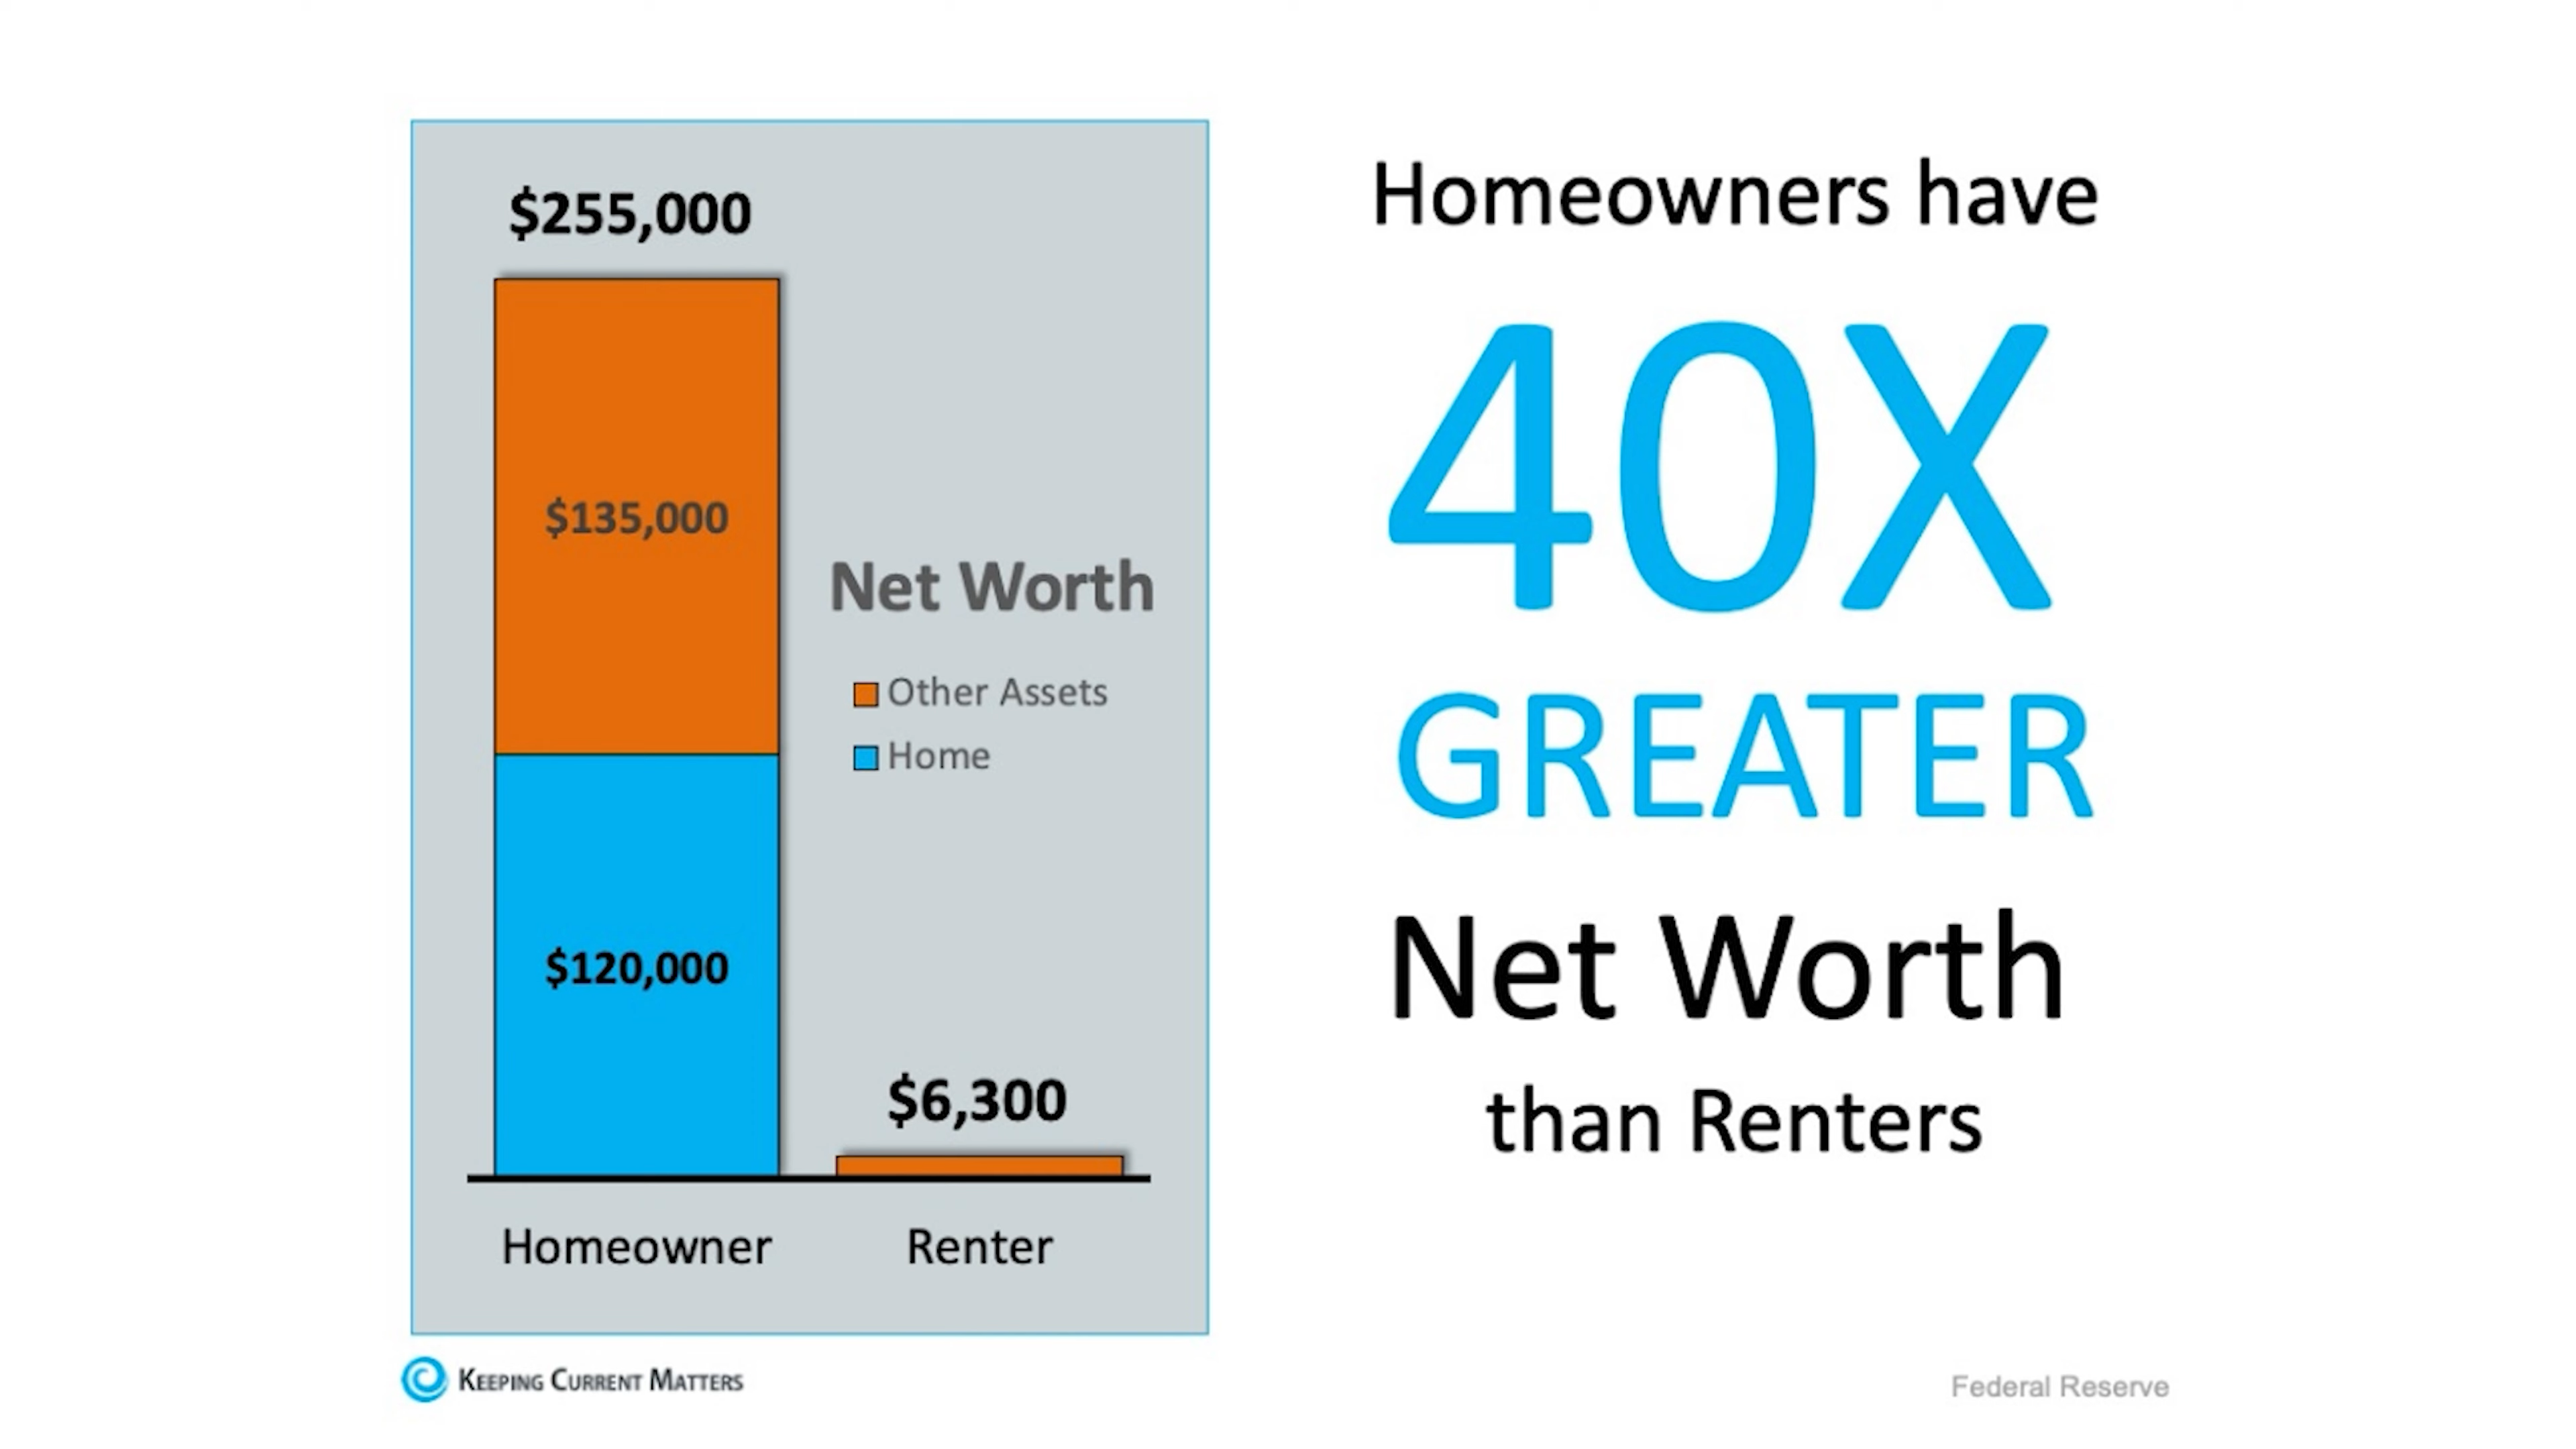 $255,000
$135,000
Net Worth
Other Assets
Home
$120,000
$6,300
Homeowner
Renter
Homeowners have
40X
GREATER
Net Worth
than Renters
KEEPING CURRENT MATTERS
Federal Reserve